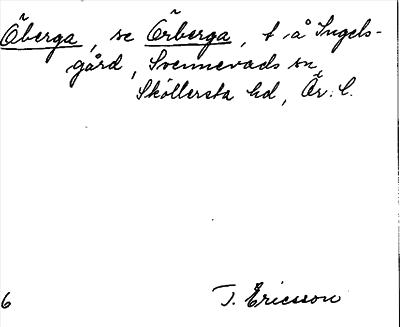 Öberga, se Örberga, t. å Ingels-
gård, Svennevads sn
Sköllersta hd, Ör. l.
6
T. Ericsson